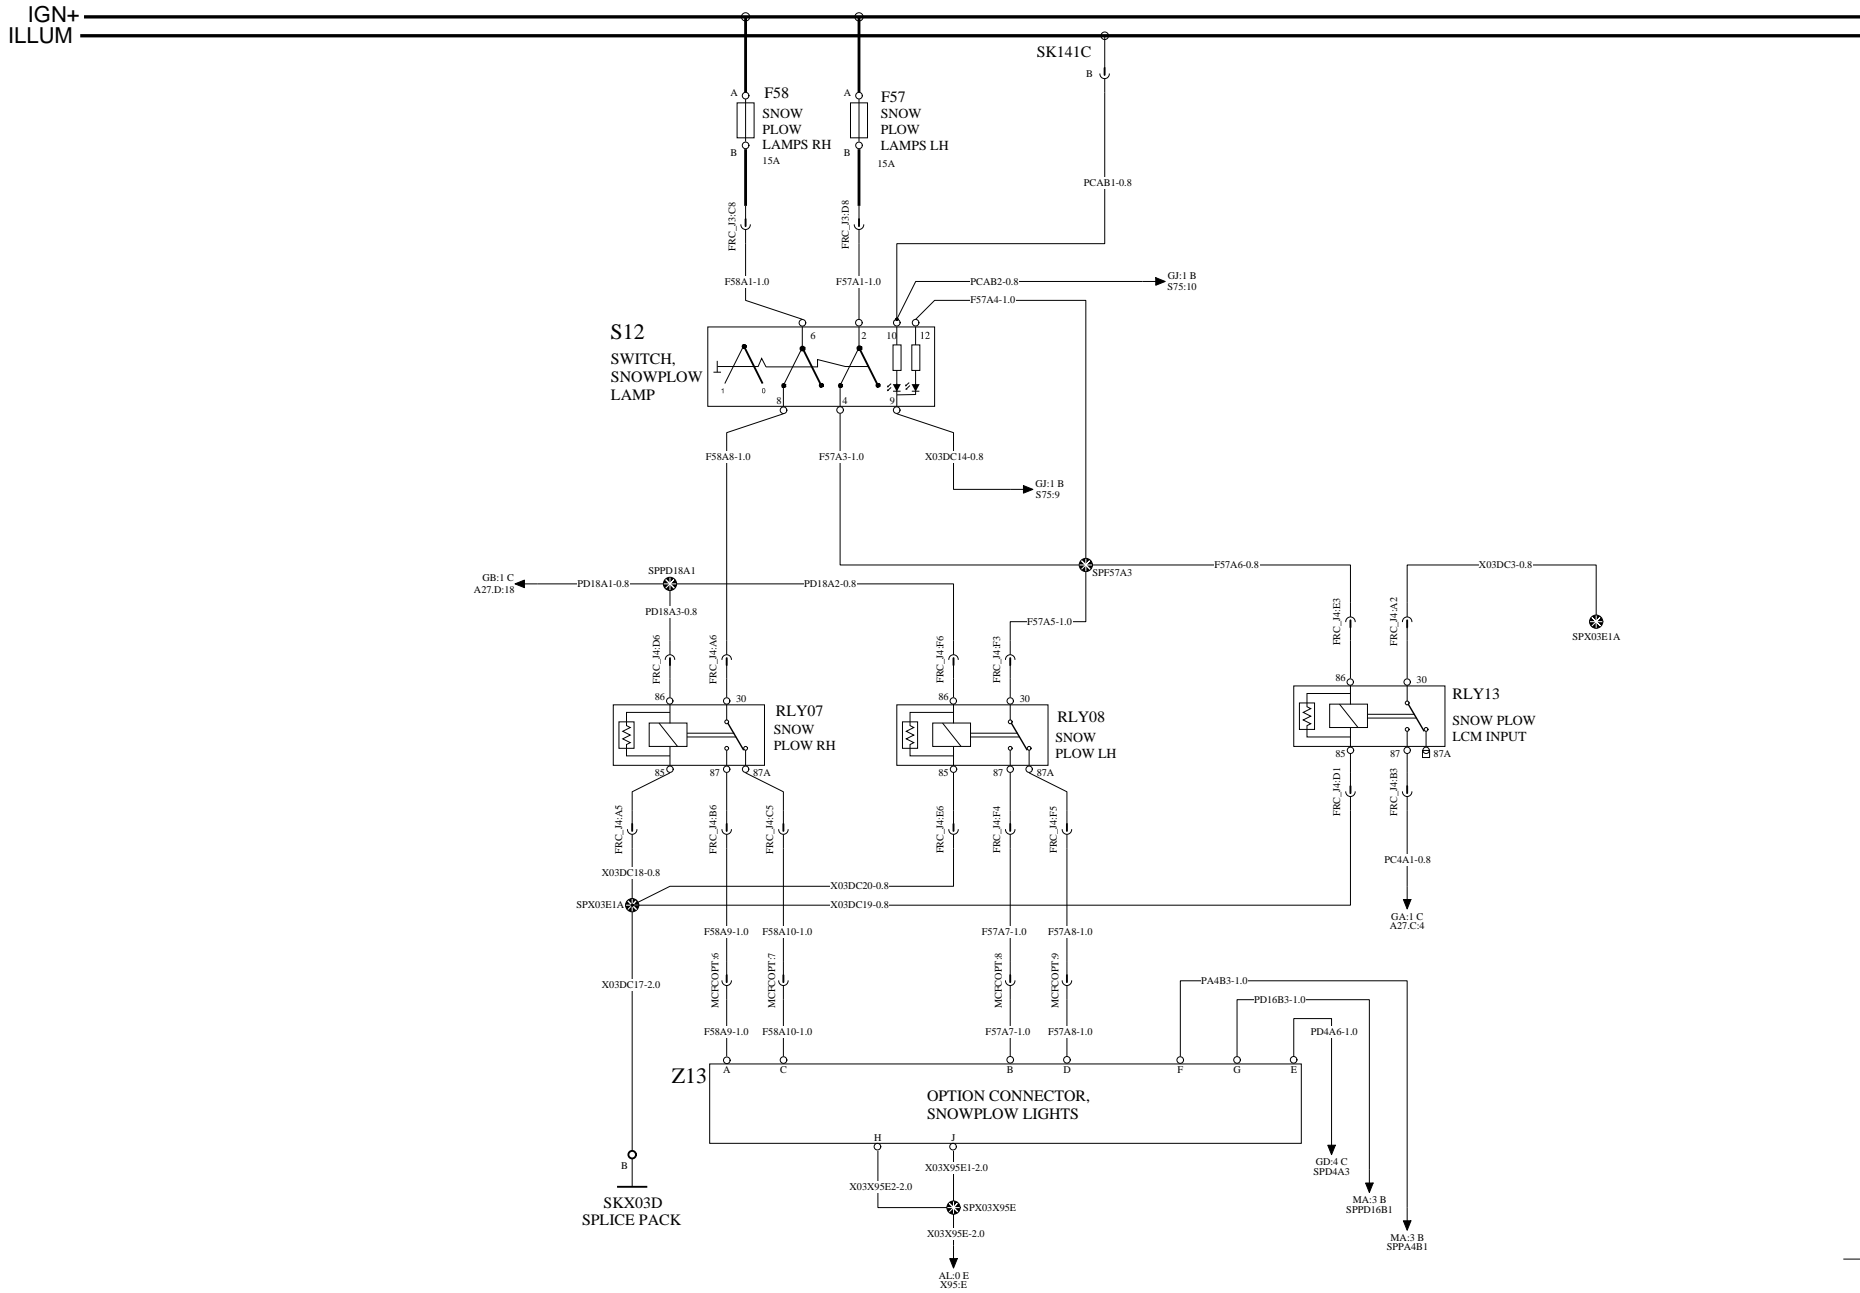 IGN+
ILLUM
SK141C
B
A
F58
SNOW
PLOW
LAMPS RH
15A
B
A
F57
SNOW
PLOW
LAMPS LH
15A
B
PCAB1-0.8
FRC_J3:C8
FRC_J3:D8
F58A1-1.0
F57A1-1.0
PCAB2-0.8
GJ:1 B
S75:10
F57A4-1.0
S12
SWITCH,
SNOWPLOW
LAMP
6
2
10
12
1
0
8
4
9
F58A8-1.0
F57A3-1.0
X03DC14-0.8
GJ:1 B
S75:9
SPPD18A1
GB:1 C
A27.D:18
PD18A1-0.8
PD18A2-0.8
PD18A3-0.8
SPF57A3
F57A6-0.8
X03DC3-0.8
F57A5-1.0
SPX03E1A
FRC_J4:D6
FRC_J4:A6
FRC_J4:F6
FRC_J4:F3
FRC_J4:E3
FRC_J4:A2
86
30
RLY07
SNOW
PLOW RH
85
87
87A
86
30
RLY08
SNOW
PLOW LH
85
87
87A
86
30
RLY13
SNOW PLOW
LCM INPUT
85
87
87A
FRC_J4:A5
FRC_J4:B6
FRC_J4:C5
FRC_J4:E6
FRC_J4:F4
FRC_J4:F5
FRC_J4:D1
FRC_J4:B3
X03DC18-0.8
PC4A1-0.8
X03DC20-0.8
SPX03E1A
X03DC19-0.8
GA:1 C
A27.C:4
F58A9-1.0
F58A10-1.0
F57A7-1.0
F57A8-1.0
MCFCOPT:6
MCFCOPT:7
MCFCOPT:8
MCFCOPT:9
X03DC17-2.0
PA4B3-1.0
PD16B3-1.0
PD4A6-1.0
F58A9-1.0
F58A10-1.0
F57A7-1.0
F57A8-1.0
Z13
A
C
B
D
F
G
E
OPTION CONNECTOR,
SNOWPLOW LIGHTS
H
J
B
SKX03D
SPLICE PACK
X03X95E1-2.0
X03X95E2-2.0
SPX03X95E
X03X95E-2.0
AL:0 E
X95:E
GD:4 C
SPD4A3
MA:3 B
SPPD16B1
MA:3 B
SPPA4B1